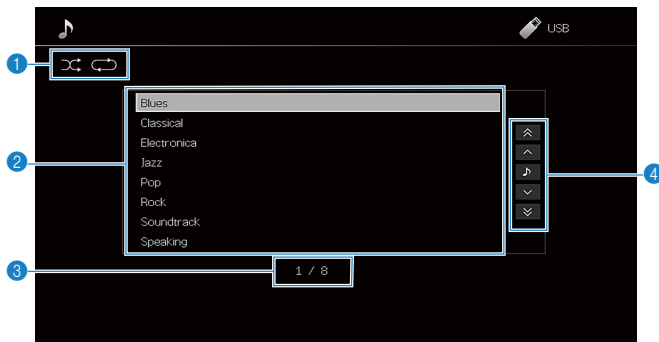 USB
1
Blues
Classical
Electronica
2
Jazz
4
Pop
Rock
Soundtrack
Speaking
3
1 / 8